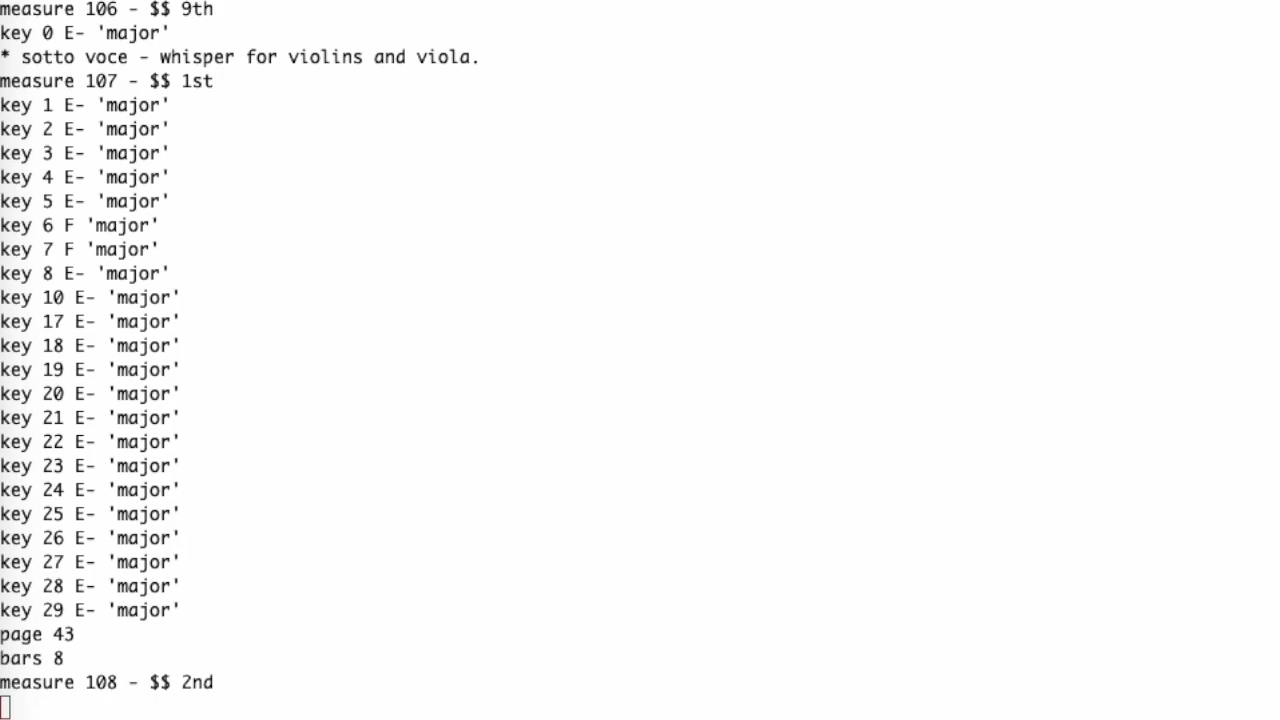 measure 106 - $$ 9th
key 0 E- 'major'
* sotto voce - whisper for violins and viola.
measure 107 - $$ 1st
key 1 E- 'major'
key 2 E- 'major'
key 3 E- 'major'
key 4 E- 'major'
key 5 E- 'major'
key 6 F 'major'
key 7 F 'major'
key 8 E- 'major'
key 10 E- 'major'
key 17 E- 'major'
key 18 E- 'major'
key 19 E- 'major'
key 20 E- 'major'
key 21 E- 'major'
key 22 E- 'major'
key 23 E- 'major'
key 24 E- 'major'
key 25 E- 'major'
key 26 E- 'major'
key 27 E- 'major'
key 28 E- 'major'
key 29 E- 'major'
page 43
bars 8
measure 108 - $$ 2nd